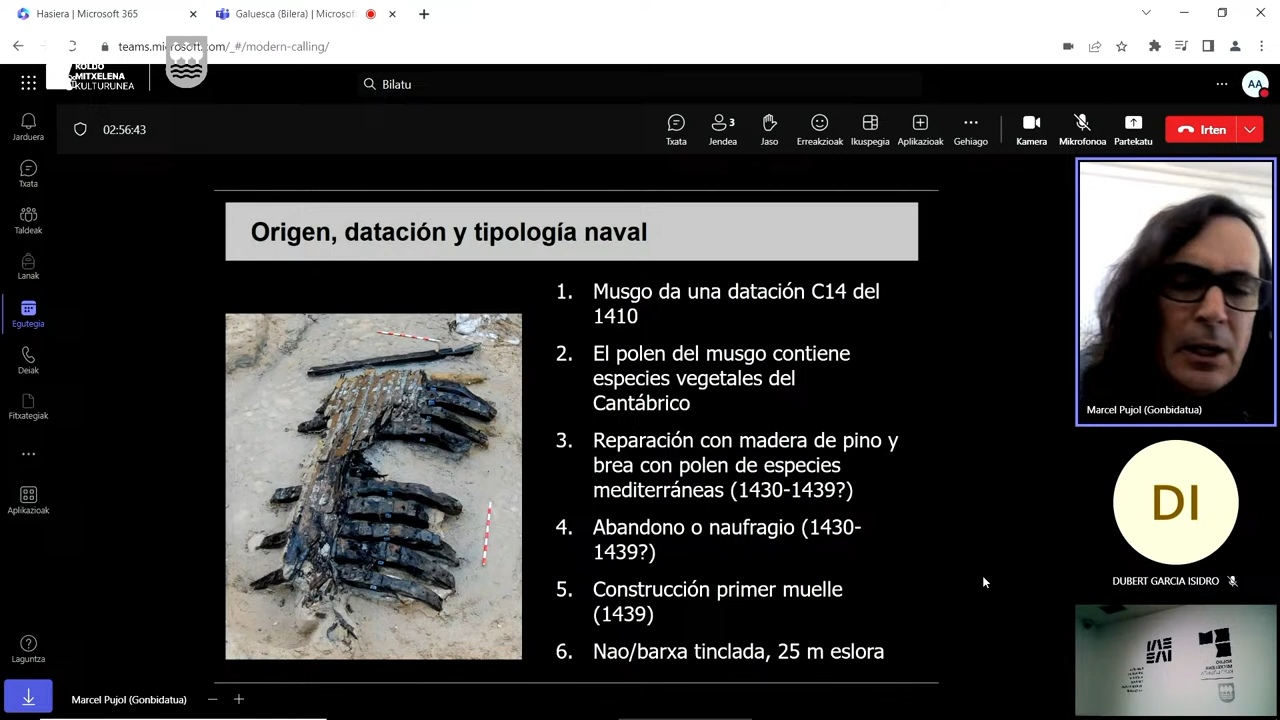 Hasiera | Microsoft 365
Galuesca (Bilera) | Microsof
teams.microsoft.com/_#/modern-calling/
KOLDO
MITXELENA
KULTURUNEA
Bilatu
AA
02:56:43
Txata
3
Jendea
Jaso
Erreakzioak
Ikuspegia
Aplikazioak
Gehiago
Kamera
Mikrofonoa
Partekatu
Irten
Jarduera
Txata
Taldeak
Lanak
Egutegia
Deiak
Fitxategiak
Aplikazioak
Laguntza
Origen, datación y tipología naval
1. Musgo da una datación C14 del
1410
2. El polen del musgo contiene
especies vegetales del
Cantábrico
3. Reparación con madera de pino y
brea con polen de especies
mediterráneas (1430-1439?)
4. Abandono o naufragio (1430-
1439?)
5. Construcción primer muelle
(1439)
6. Nao/barxa tinclada, 25 m eslora
Marcel Pujol (Gonbidatua)
Marcel Pujol (Gonbidatua)
DI
DUBERT GARCIA ISIDRO